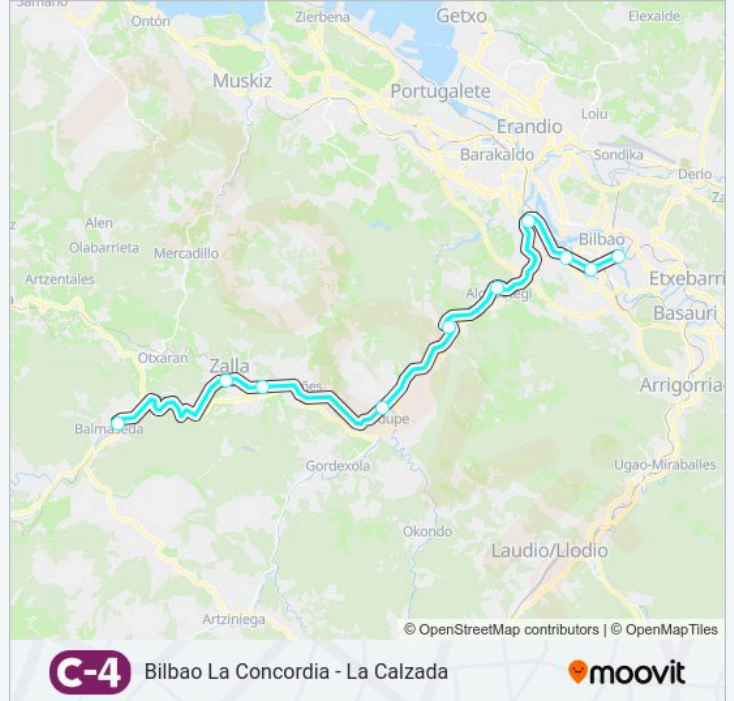 Ontón
Zierbena
Getxo
Elexalde
Muskiz
Portugalete
Loiu
Erandio
Barakaldo
Sondika
Derio
Alen
Olabarrieta
Mercadillo
Bilbao
Etxebarri
Artzentales
Basauri
Otxaran
Zalla
Arrigorria
Balmaseda
Gordexola
Ugao-Miraballes
Okondo
Laudio/Llodio
Artziniega
© OpenStreetMap contributors | © OpenMapTiles
C-4 Bilbao La Concordia - La Calzada moovit